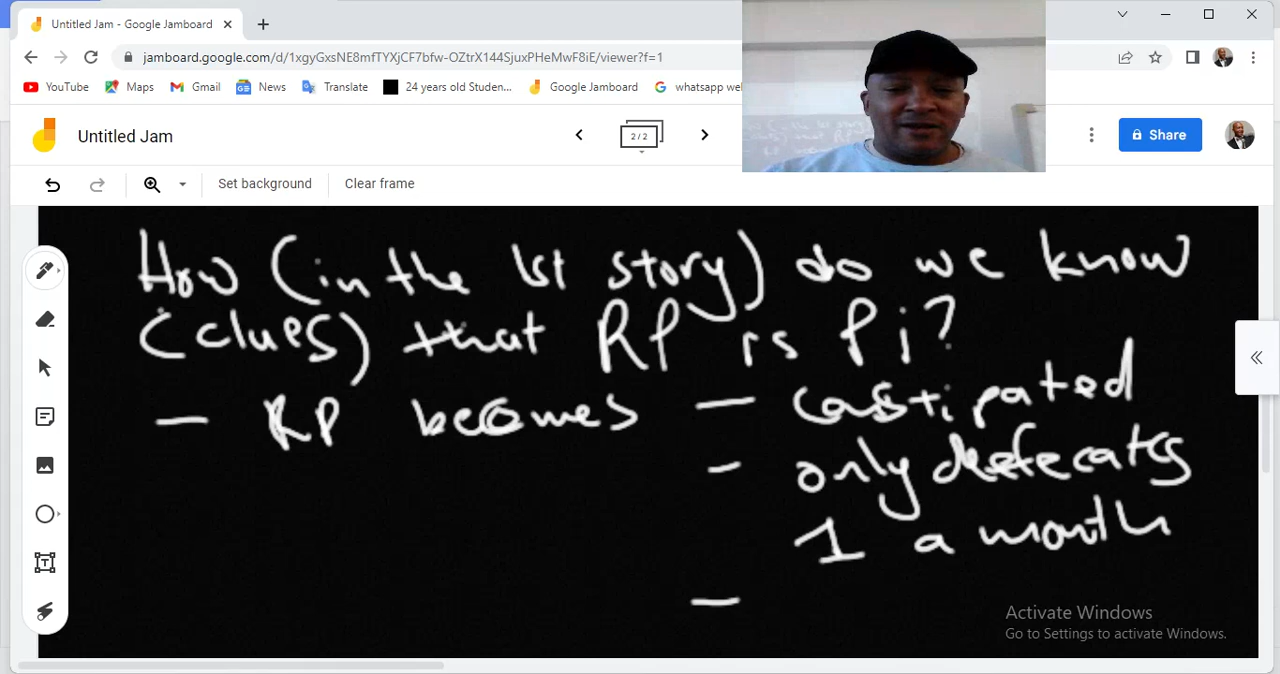 Untitled Jam - Google Jamboard
jamboard.google.com/d/1xgyGxsNE8mfTYXjCF7bfw-OZtrX144SjuxPHeMwF8iE/viewer?f=1
YouTube Maps Gmail News Translate 24 years old Studen... Google Jamboard whatsapp wel
Untitled Jam
2/2
Share
Set background Clear frame
How (in the 1st story) do we know
(clues) that RP is Pi?
- RP becomes - castipated
- only defecates
1 a month
-
Activate Windows
Go to Settings to activate Windows.